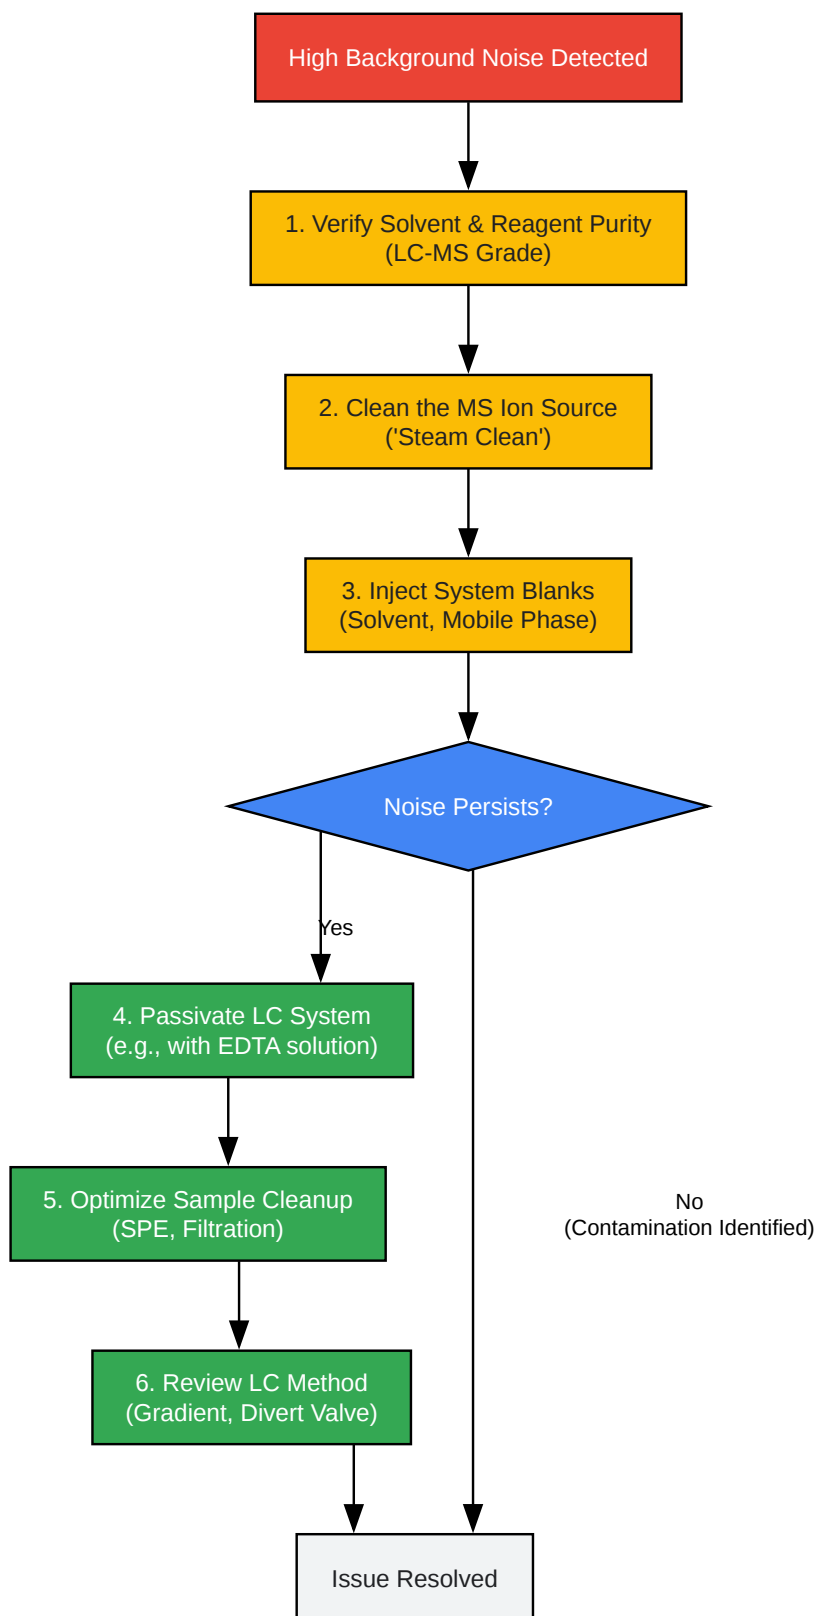 High Background Noise Detected
1. Verify Solvent & Reagent Purity
(LC-MS Grade)
2. Clean the MS Ion Source
('Steam Clean')
3. Inject System Blanks
(Solvent, Mobile Phase)
Noise Persists?
Yes
4. Passivate LC System
(e.g., with EDTA solution)
5. Optimize Sample Cleanup
(SPE, Filtration)
No
(Contamination Identified)
6. Review LC Method
(Gradient, Divert Valve)
Issue Resolved